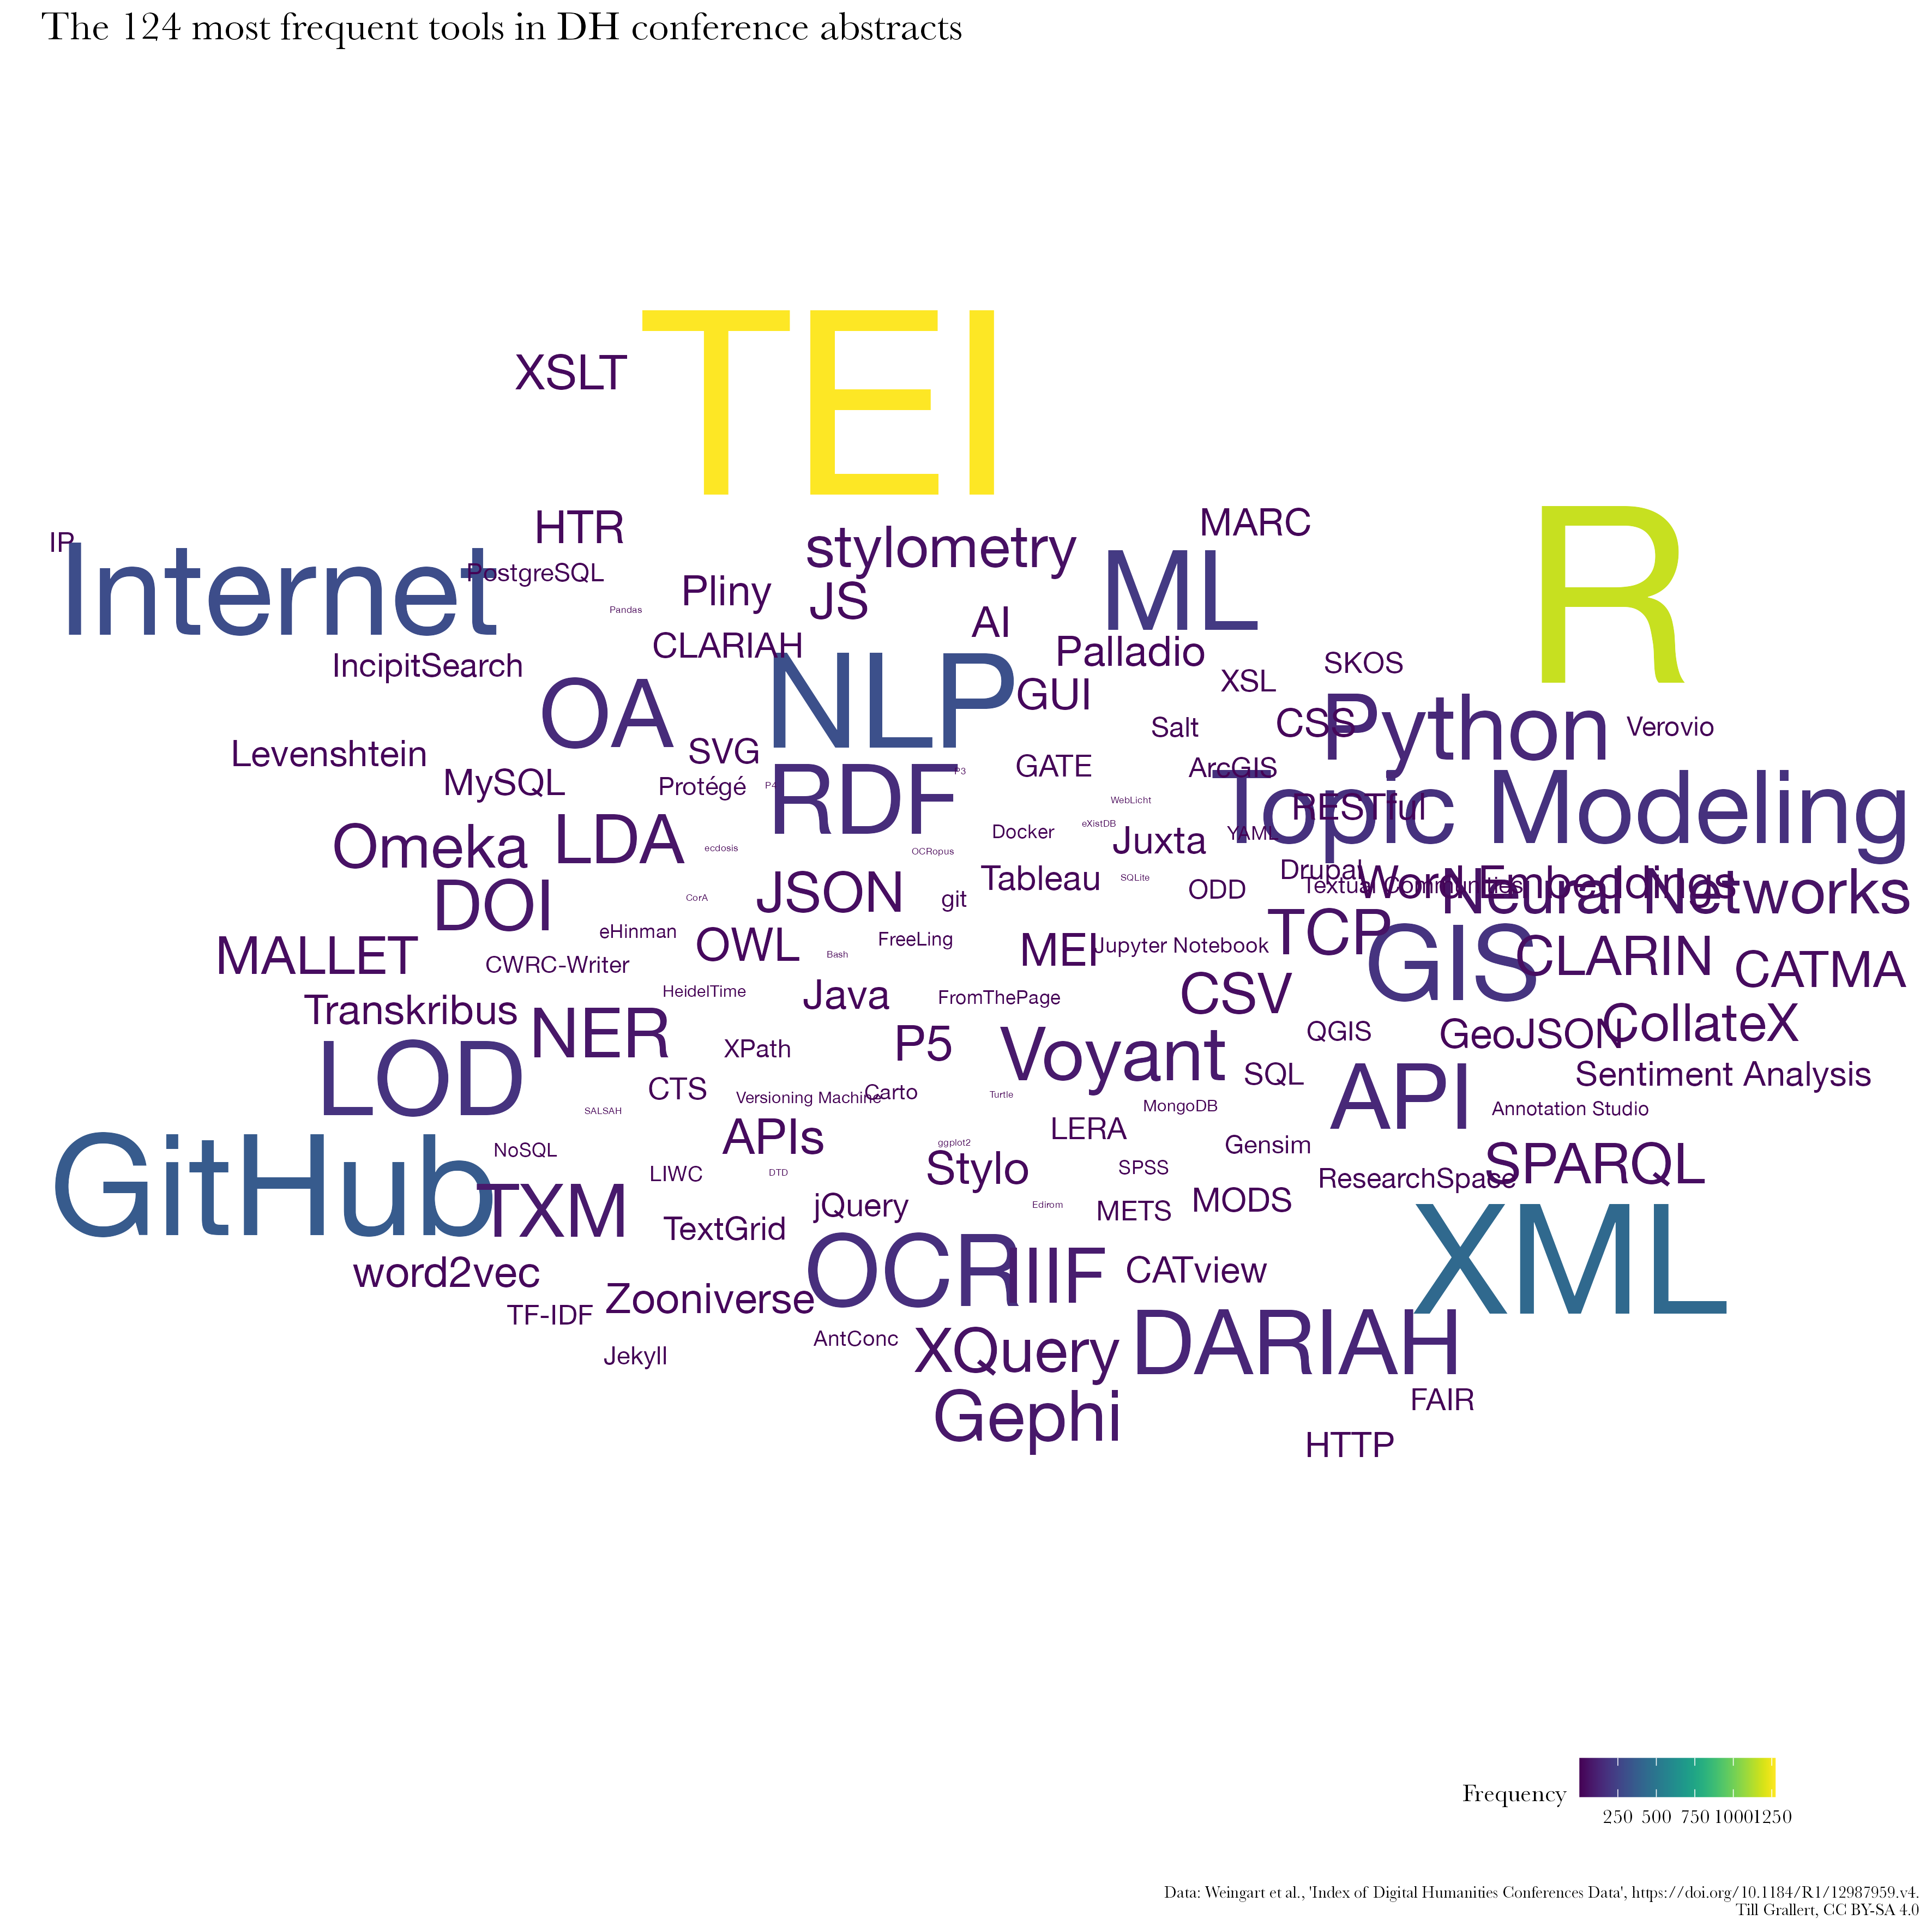 The 124 most frequent tools in DH conference abstracts
TEI
XSLT
R
HTR
MARC
stylometry
IP
Internet
PostgreSQL
ML
Pliny
JS
Pandas
AI
CLARIAH
Palladio
IncipitSearch
SKOS
OA
NLP
GUI
XSL
CSS
Python
Verovio
Salt
Levenshtein
SVG
GATE
ArcGIS
MySQL
Protégé
P4
RDF
P3
WebLicht
Topic Modeling
RESTful
Omeka
LDA
ecdosis
OCRopus
Docker
eXistDB
Juxta
YAML
Drupal
DOI
JSON
git
Tableau
SQLite
ODD
Textual Communities
Word Embeddings
Neural Networks
CorA
eHinman
MALLET
CWRC-Writer
OWL
Bash
FreeLing
MEI
Jupyter Notebook
TCP
GIS
CLARIN
CATMA
HeidelTime
Transkribus
Java
FromThePage
CSV
NER
P5
QGIS
GeoJSON
CollateX
XPath
Voyant
LOD
CTS
Versioning Machine
Carto
Turtle
SQL
API
Sentiment Analysis
SALSAH
MongoDB
Annotation Studio
APIs
ggplot2
LERA
Gensim
GitHub
NoSQL
LIWC
DTD
Stylo
SPSS
ResearchSpace
SPARQL
TXM
TextGrid
jQuery
Edirom
METS
MODS
XML
word2vec
OCR
IIIF
CATview
TF-IDF
Zooniverse
Jekyll
AntConc
XQuery
DARIAH
Gephi
FAIR
HTTP
Frequency
250 500 750 1000 1250
Data: Weingart et al., 'Index of Digital Humanities Conferences Data', https://doi.org/10.1184/R1/12987959.v4.
Till Grallert, CC BY-SA 4.0